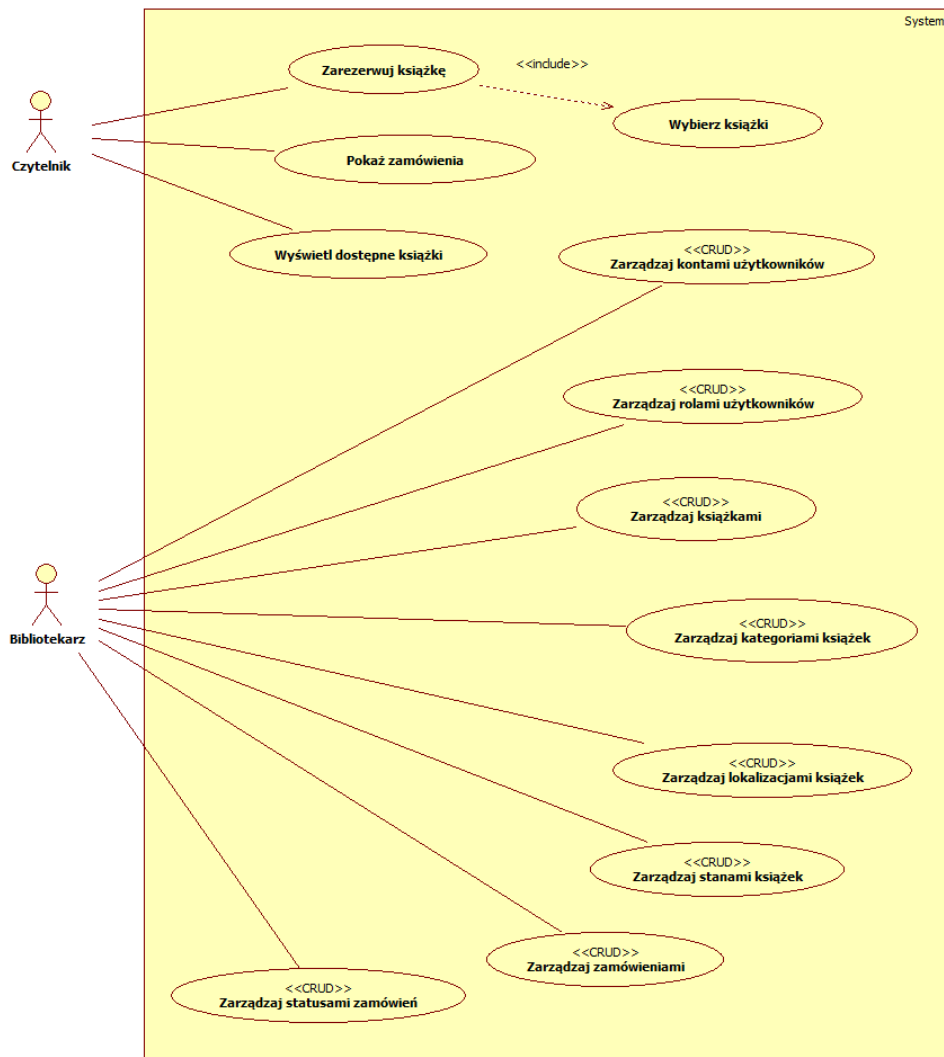 System
Zarezerwuj książkę
<<include>>
Wybierz książki
Czytelnik
Pokaż zamówienia
Wyświetl dostępne książki
<<CRUD>>
Zarządzaj kontami użytkowników
<<CRUD>>
Zarządzaj rolami użytkowników
<<CRUD>>
Zarządzaj książkami
Bibliotekarz
<<CRUD>>
Zarządzaj kategoriami książek
<<CRUD>>
Zarządzaj lokalizacjami książek
<<CRUD>>
Zarządzaj stanami książek
<<CRUD>>
Zarządzaj zamówieniami
<<CRUD>>
Zarządzaj statusami zamówień